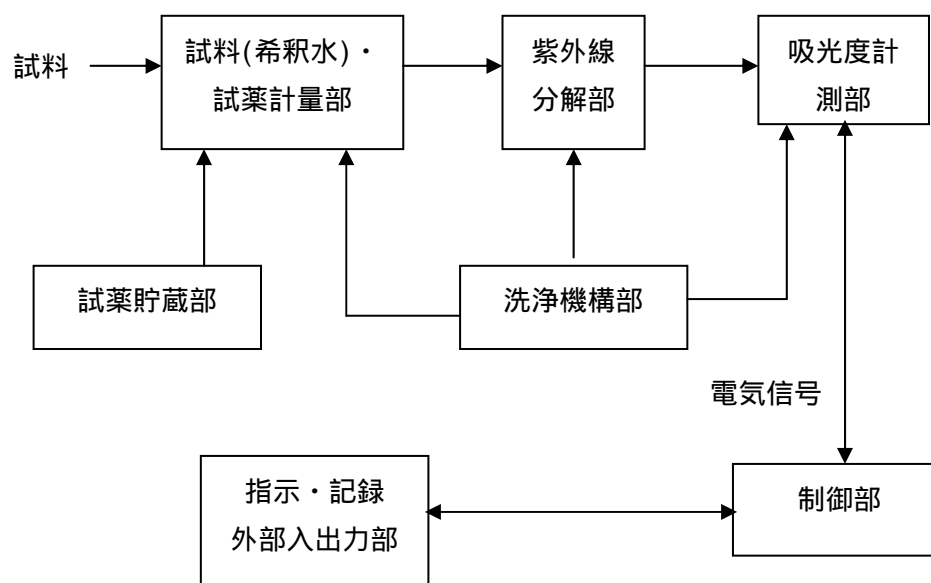 試料
試料(希釈水)・
試薬計量部
紫外線
分解部
吸光度計
測部
試薬貯蔵部
洗浄機構部
電気信号
指示・記録
外部入出力部
制御部